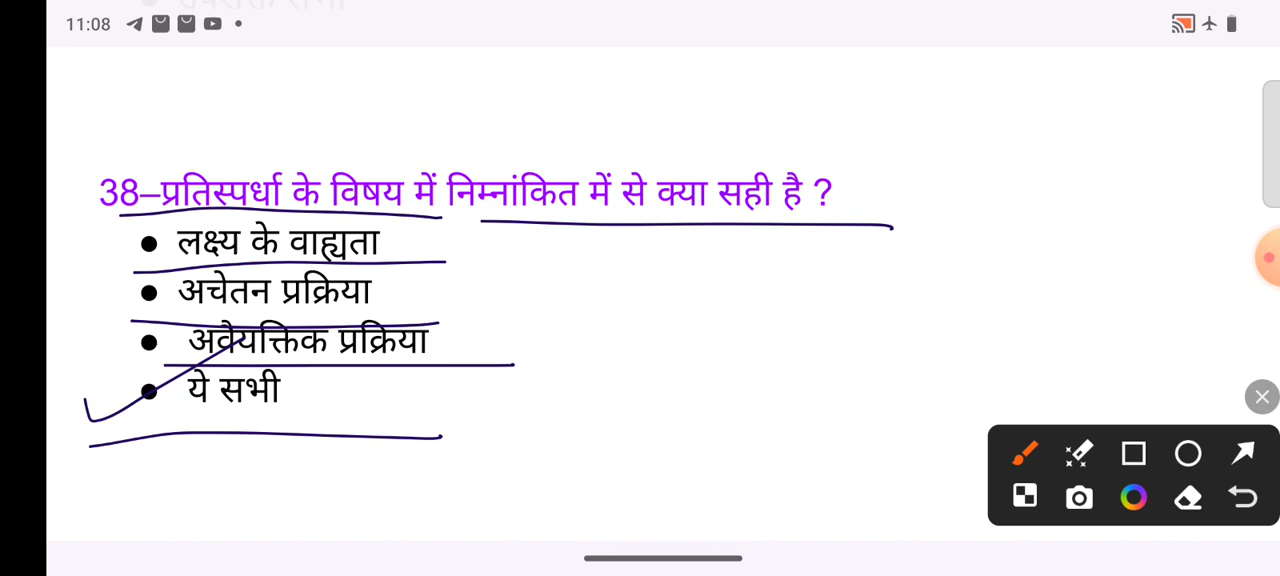 11:08
38–प्रतिस्पर्धा के विषय में निम्नांकित में से क्या सही है ?
● लक्ष्य के वाह्यता
● अचेतन प्रक्रिया
● अवैयक्तिक प्रक्रिया
● ये सभी